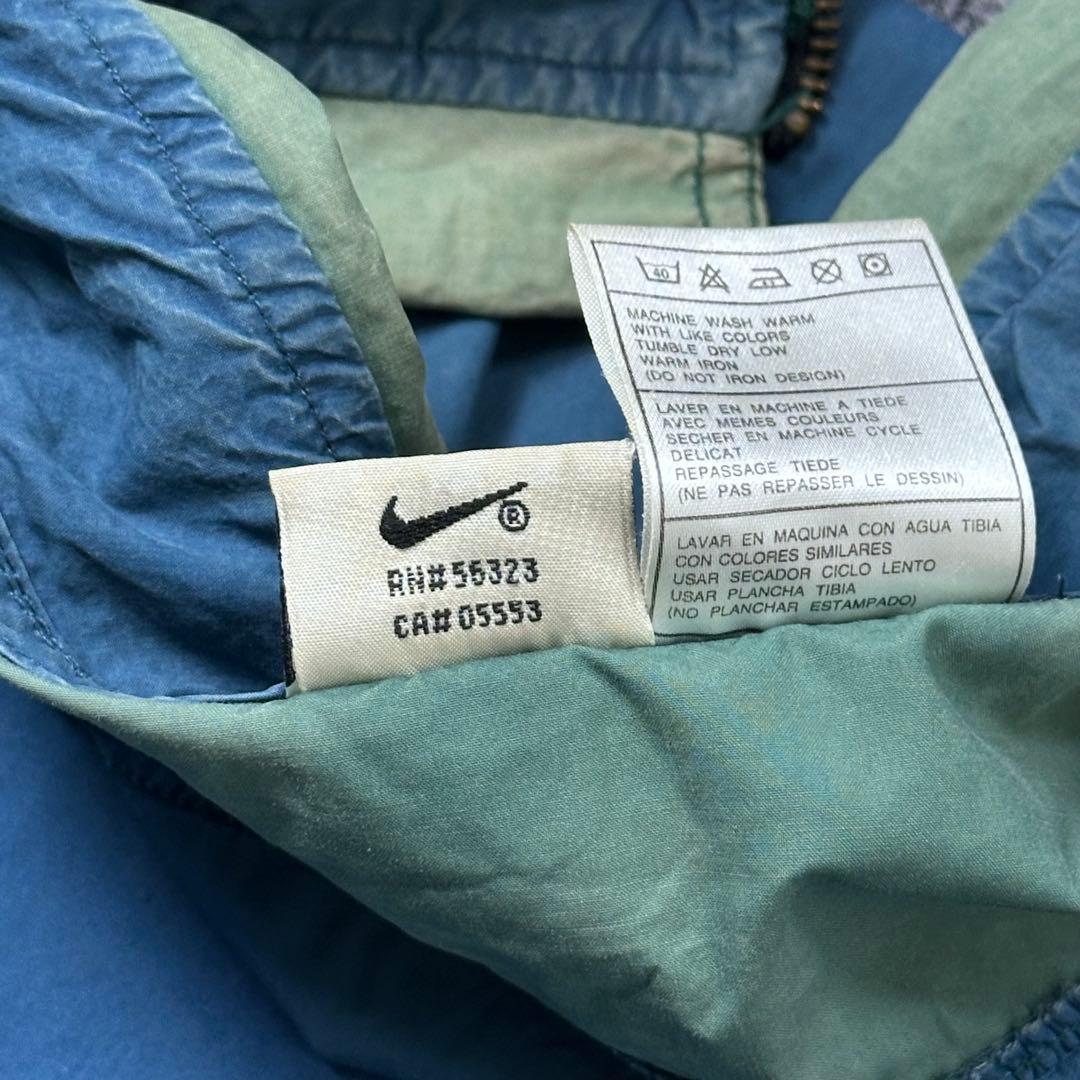 ®
RN#56323
CA#05553
40
MACHINE WASH WARM
WITH LIKE COLORS
TUMBLE DRY LOW
WARM IRON
(DO NOT IRON DESIGN)
LAVER EN MACHINE A TIEDE
AVEC MEMES COULEURS
SECHER EN MACHINE CYCLE
DELICAT
REPASSAGE TIEDE
(NE PAS REPASSER LE DESSIN)
LAVAR EN MAQUINA CON AGUA TIBIA
CON COLORES SIMILARES
USAR SECADOR CICLO LENTO
USAR PLANCHA TIBIA
(NO PLANCHAR ESTAMPADO)